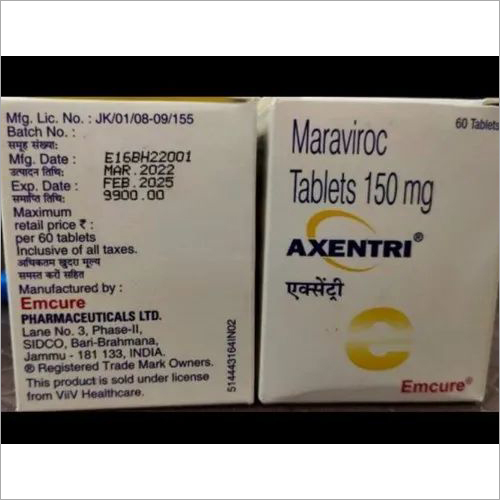 Mfg. Lic. No. : JK/01/08-09/155
Batch No. :
समूह संख्या:
E16BH22001
Mfg. Date :
MAR.2022
उत्पादन तिथि:
FEB.2025
Exp. Date :
9900.00
समाप्ति तिथि:
Maximum
retail price ₹ :
per 60 tablets
Inclusive of all taxes.
अधिकतम खुदरा मूल्य
समस्त करों सहित
Manufactured by :
Emcure
PHARMACEUTICALS LTD.
Lane No. 3, Phase-II,
SIDCO, Bari-Brahmana,
Jammu - 181 133, INDIA.
® Registered Trade Mark Owners.
This product is sold under license
from ViiV Healthcare.
514443164IN02
60 Tablets
Maraviroc
Tablets 150 mg
AXENTRI®
एक्सेंट्री
Emcure®